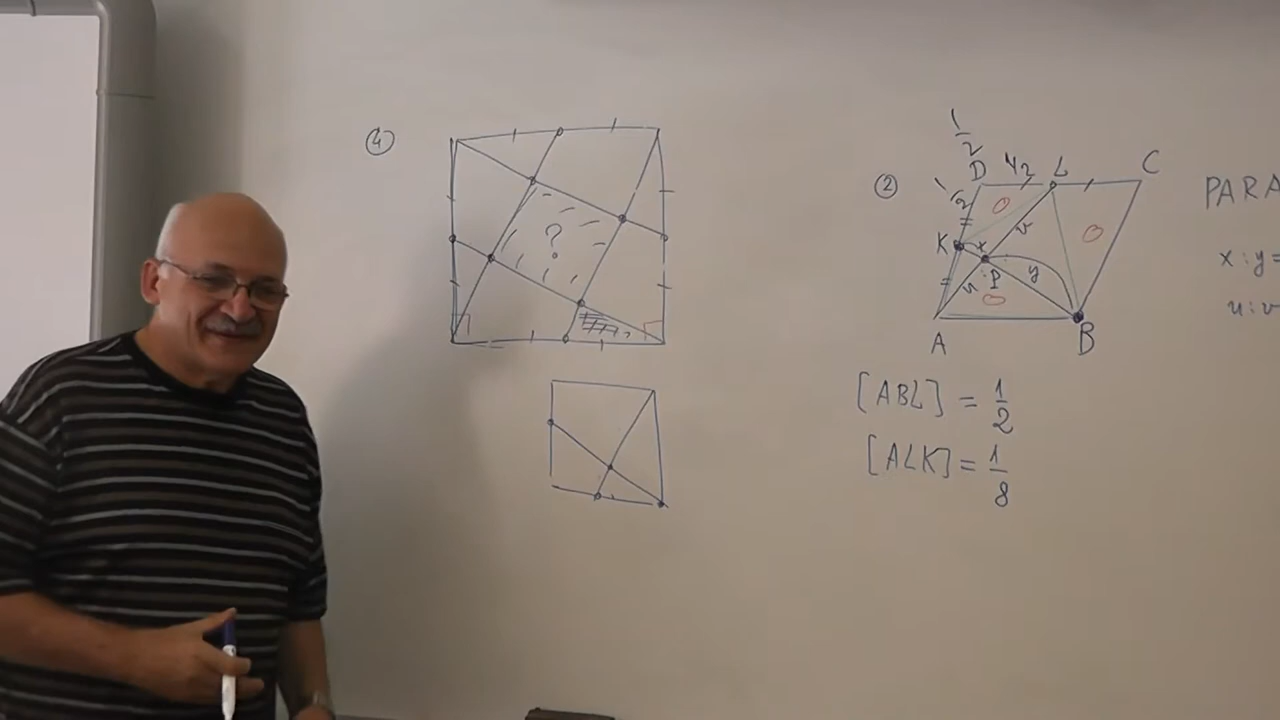 4
?
2
1/2
D 1/2 L C
1/2
K x v
P y
u
A B
[ABL] = 1/2
[ALK] = 1/8
PARA
x : y =
u : v